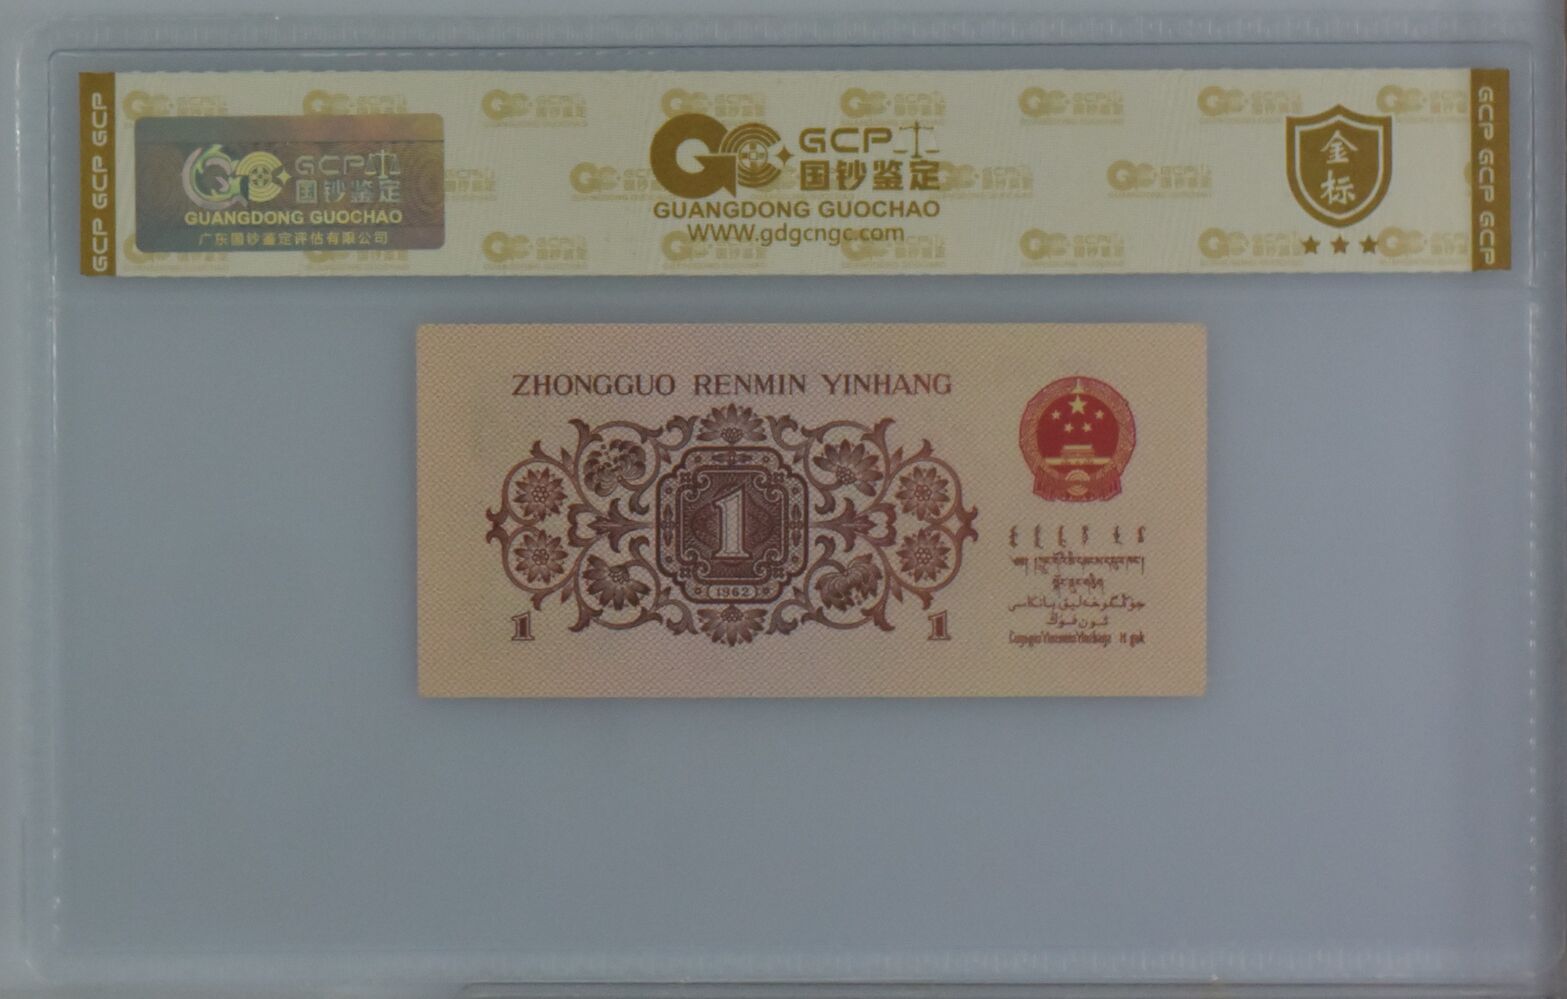 GCP GCP GCP
GCP
国钞鉴定
GUANGDONG GUOCHAO
广东国钞鉴定评估有限公司
GCP
国钞鉴定
GUANGDONG GUOCHAO
WWW.gdgcngc.com
金
标
GCP GCP GCP
ZHONGGUO RENMIN YINHANG
1
(1962)
1
1